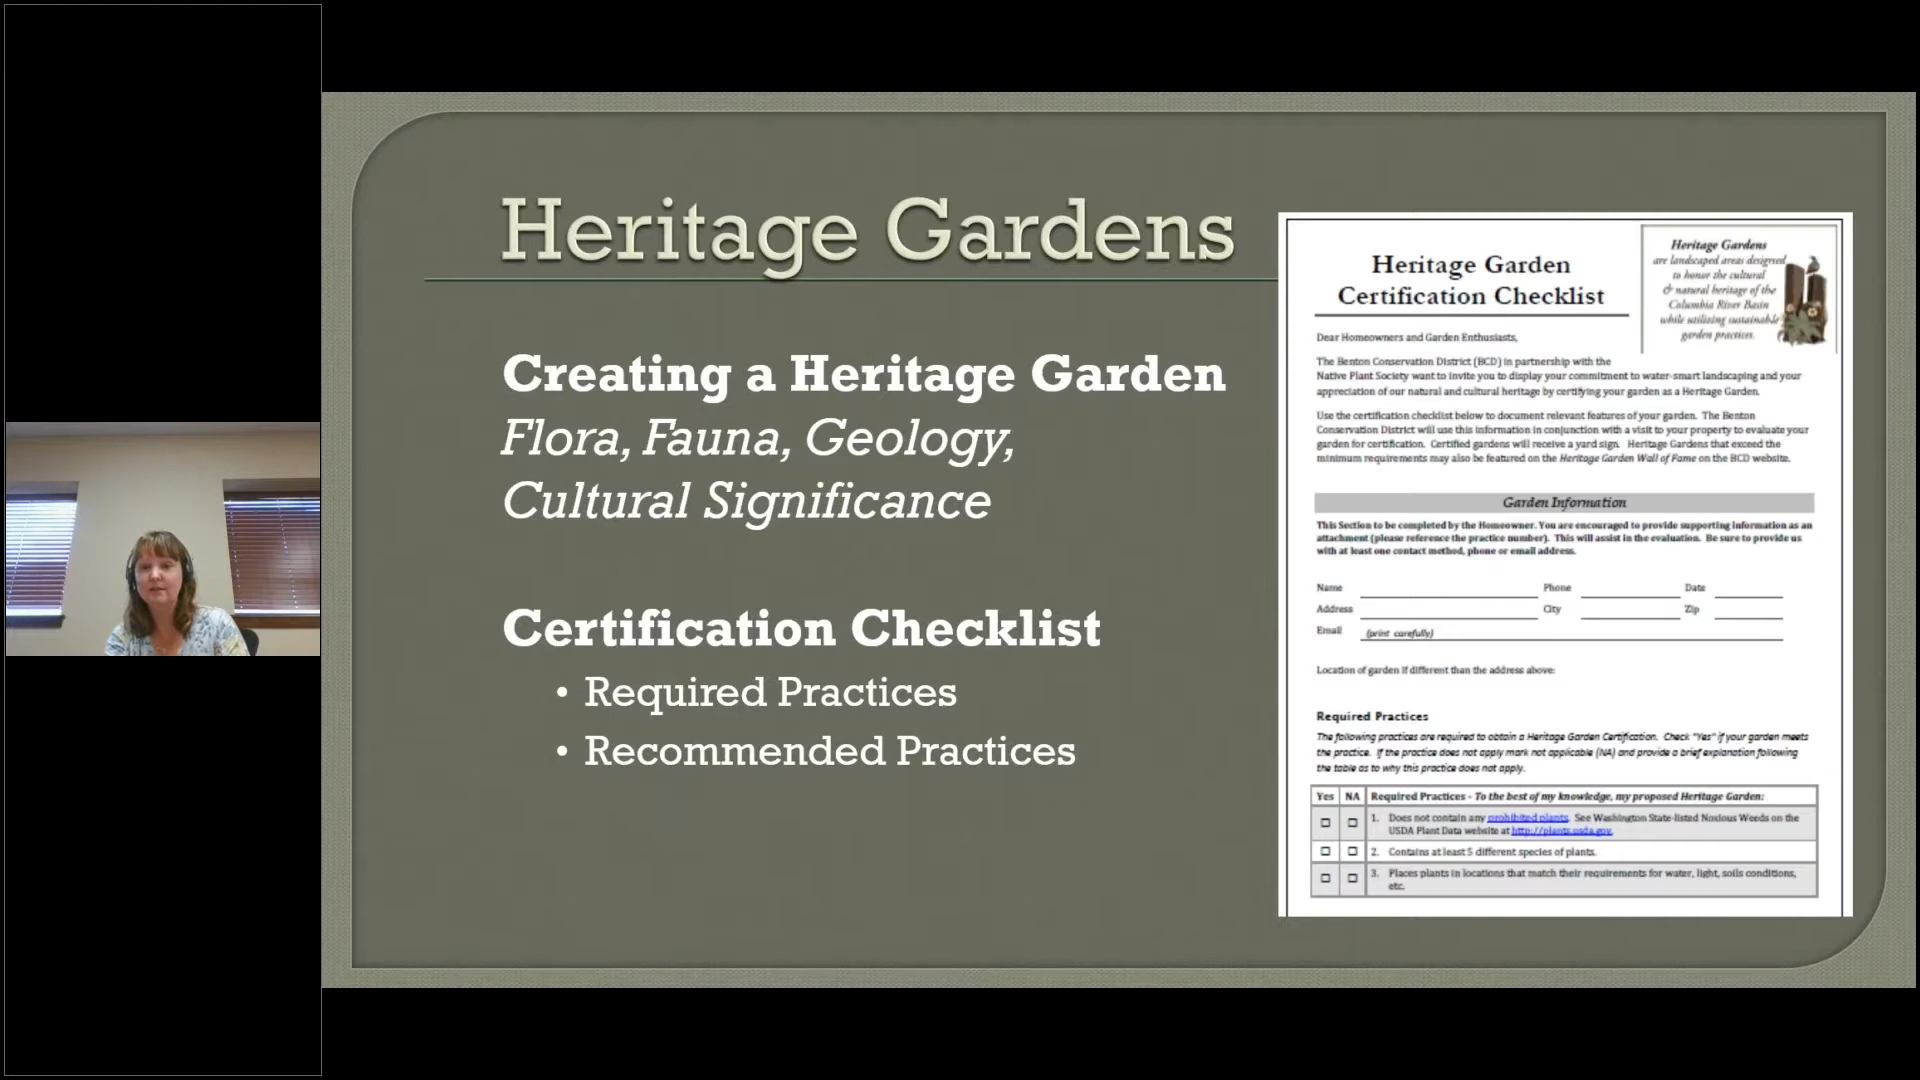 Heritage Gardens
Creating a Heritage Garden
Flora, Fauna, Geology,
Cultural Significance
Certification Checklist
• Required Practices
• Recommended Practices
Heritage Garden
Certification Checklist
Heritage Gardens
are landscaped areas designed
to honor the cultural
& natural heritage of the
Columbia River Basin
while utilizing sustainable
garden practices.
Dear Homeowners and Garden Enthusiasts,
The Benton Conservation District (BCD) in partnership with the
Native Plant Society want to invite you to display your commitment to water-smart landscaping and your
appreciation of our natural and cultural heritage by certifying your garden as a Heritage Garden.
Use the certification checklist below to document relevant features of your garden. The Benton
Conservation District will use this information in conjunction with a visit to your property to evaluate your
garden for certification. Certified gardens will receive a yard sign. Heritage Gardens that exceed the
minimum requirements may also be featured on the Heritage Garden Wall of Fame on the BCD website.
Garden Information
This Section to be completed by the Homeowner. You are encouraged to provide supporting information as an
attachment (please reference the practice number). This will assist in the evaluation. Be sure to provide us
with at least one contact method, phone or email address.
Name Phone Date
Address City Zip
Email (print carefully)
Location of garden if different than the address above:
Required Practices
The following practices are required to obtain a Heritage Garden Certification. Check "Yes" if your garden meets
the practice. If the practice does not apply mark not applicable (NA) and provide a brief explanation following
the table as to why this practice does not apply.
Yes NA Required Practices - To the best of my knowledge, my proposed Heritage Garden:
1. Does not contain any prohibited plants. See Washington State-listed Noxious Weeds on the
USDA Plant Data website at http://plants.usda.gov.
2. Contains at least 5 different species of plants.
3. Places plants in locations that match their requirements for water, light, soils conditions,
etc.